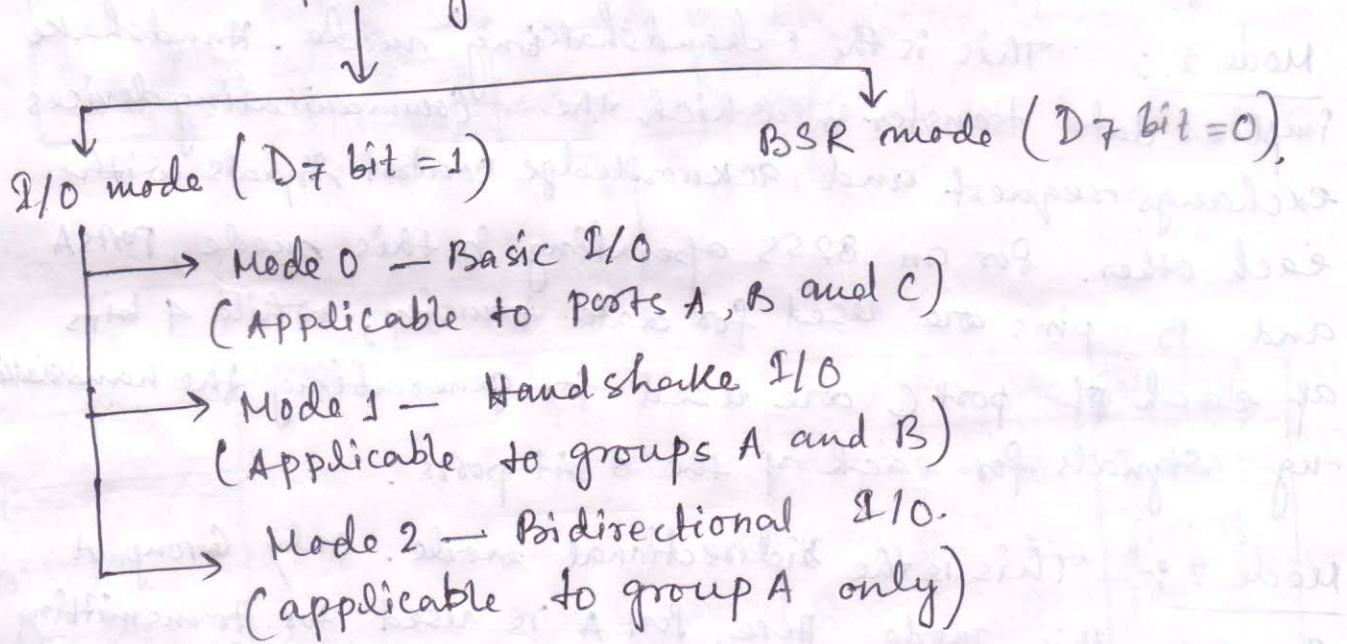 BSR mode (D7 bit = 0).
I/O mode (D7 bit = 1)
Mode 0 — Basic I/O
(Applicable to ports A, B and C)
Mode 1 — Handshake I/O
(Applicable to groups A and B)
Mode 2 — Bidirectional I/O.
(applicable to group A only)